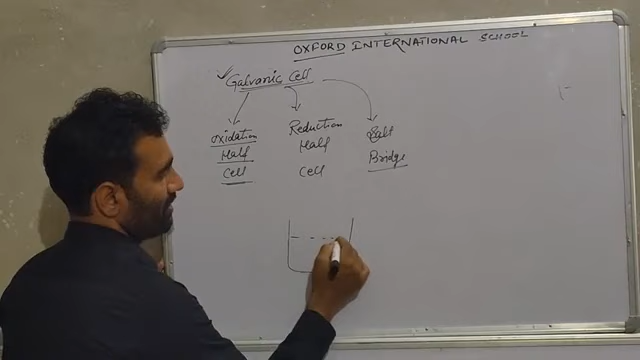 OXFORD INTERNATIONAL SCHOOL
Galvanic Cell
Oxidation
Half
Cell
Reduction
Half
Cell
Salt
Bridge